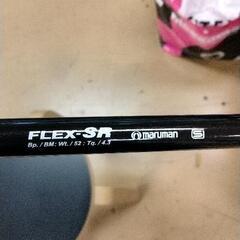 FLEX-SR
Bp. / BM : Wt. / 52 : Tq. / 4.3
maruman
S